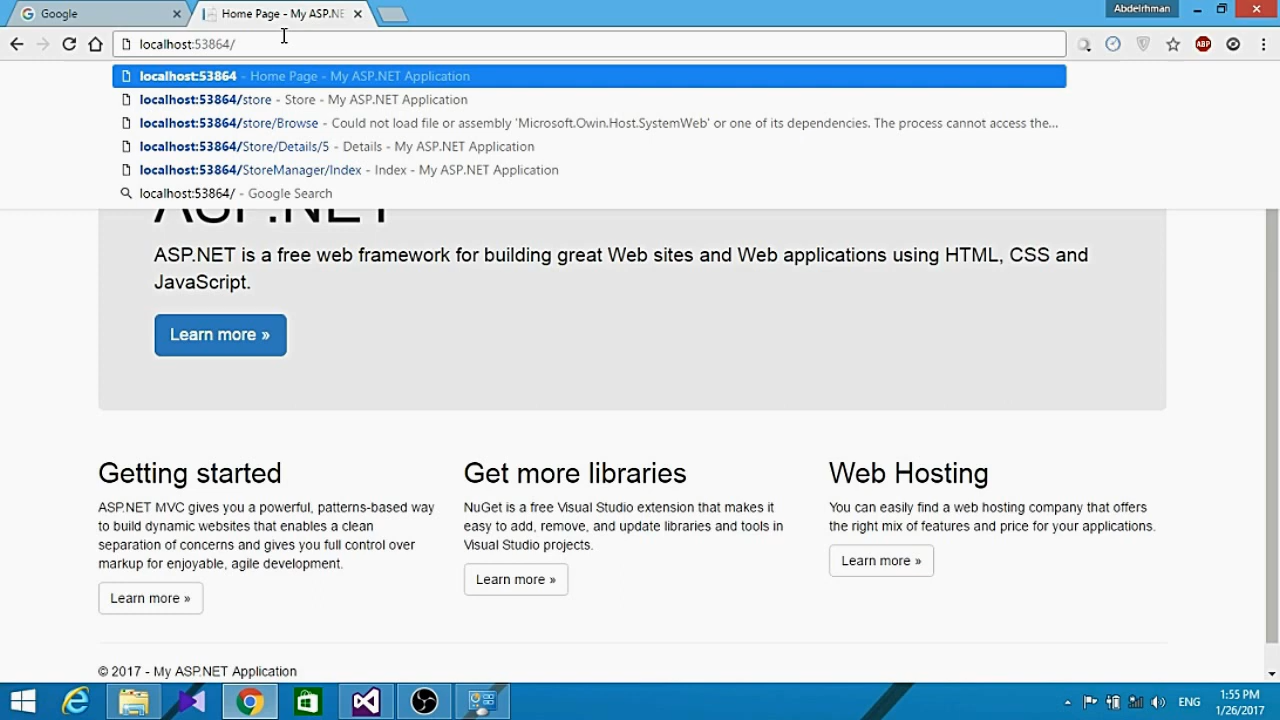 Google
Home Page - My ASP.NE
Abdelrhman
localhost:53864/
ABP
localhost:53864 - Home Page - My ASP.NET Application
localhost:53864/store - Store - My ASP.NET Application
localhost:53864/store/Browse - Could not load file or assembly 'Microsoft.Owin.Host.SystemWeb' or one of its dependencies. The process cannot access the...
localhost:53864/Store/Details/5 - Details - My ASP.NET Application
localhost:53864/StoreManager/Index - Index - My ASP.NET Application
localhost:53864/ - Google Search
ASP.NET
ASP.NET is a free web framework for building great Web sites and Web applications using HTML, CSS and
JavaScript.
Learn more »
Getting started
ASP.NET MVC gives you a powerful, patterns-based way
to build dynamic websites that enables a clean
separation of concerns and gives you full control over
markup for enjoyable, agile development.
Learn more »
Get more libraries
NuGet is a free Visual Studio extension that makes it
easy to add, remove, and update libraries and tools in
Visual Studio projects.
Learn more »
Web Hosting
You can easily find a web hosting company that offers
the right mix of features and price for your applications.
Learn more »
© 2017 - My ASP.NET Application
ENG
1:55 PM
1/26/2017